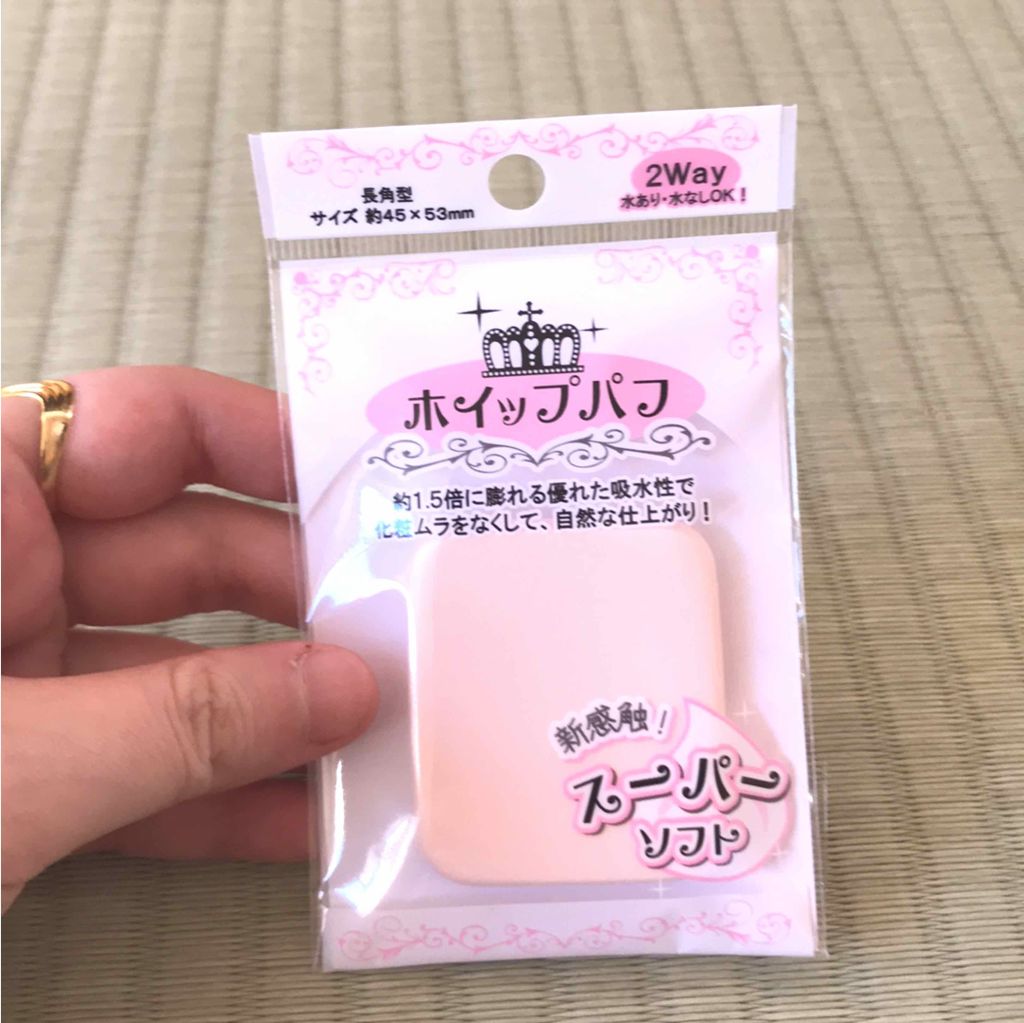 長角型
サイズ 約45×53mm
2Way
水あり・水なしOK!
ホイップパフ
約1.5倍に膨れる優れた吸水性で
化粧ムラをなくして、自然な仕上がり!
新感触!
スーパー
ソフト